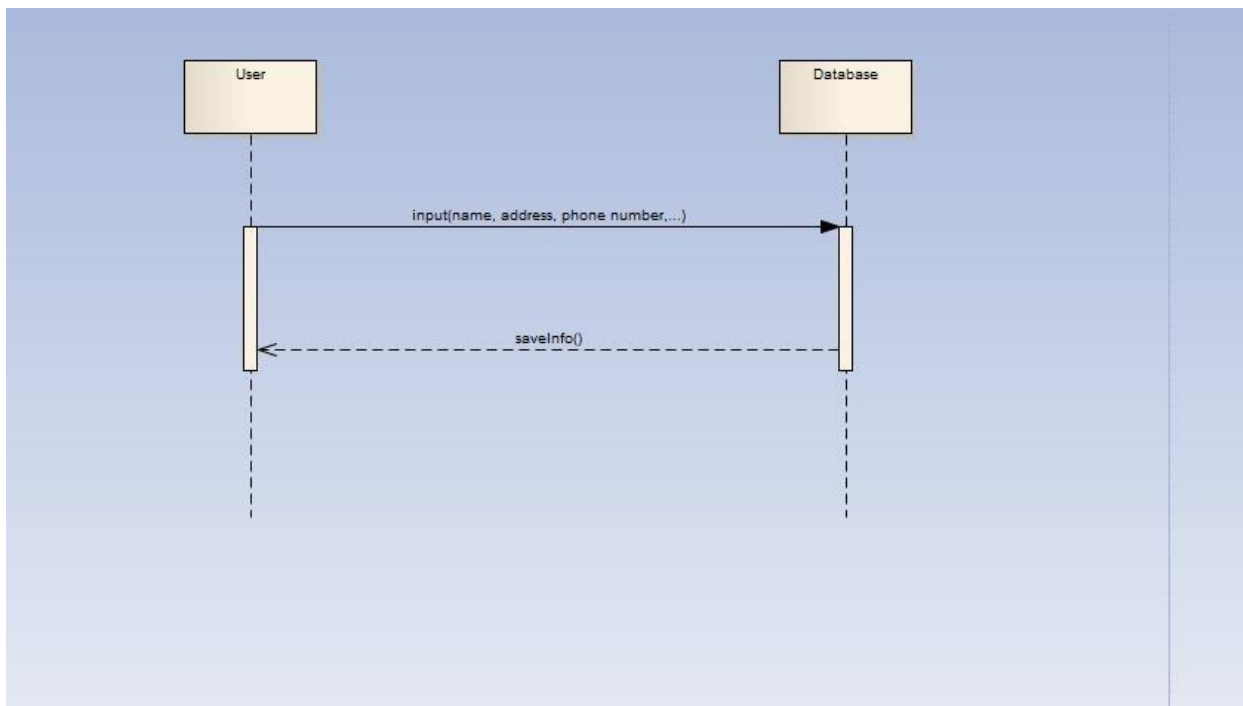 User
Database
input(name, address, phone number,...)
saveInfo()